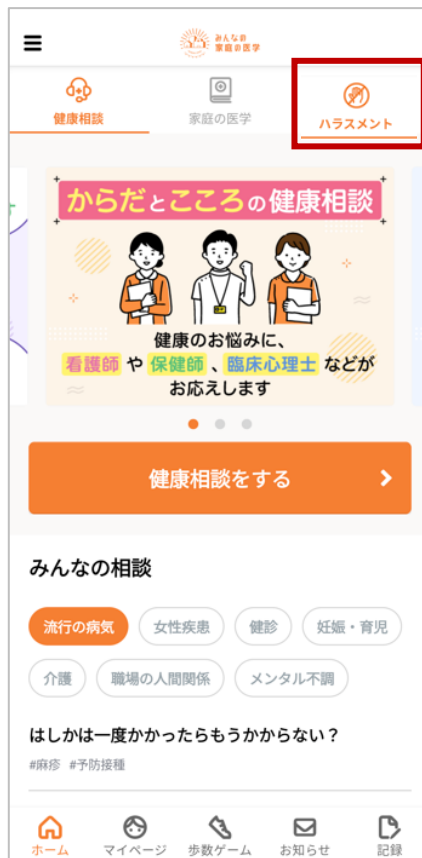 みんなの
家庭の医学
健康相談
家庭の医学
ハラスメント
からだとこころの健康相談
健康のお悩みに、
看護師 や 保健師 、臨床心理士 などが
お応えします
健康相談をする
みんなの相談
流行の病気
女性疾患
健診
妊娠・育児
介護
職場の人間関係
メンタル不調
はしかは一度かかったらもうかからない？
#麻疹 #予防接種
ホーム
マイページ
歩数ゲーム
お知らせ
記録